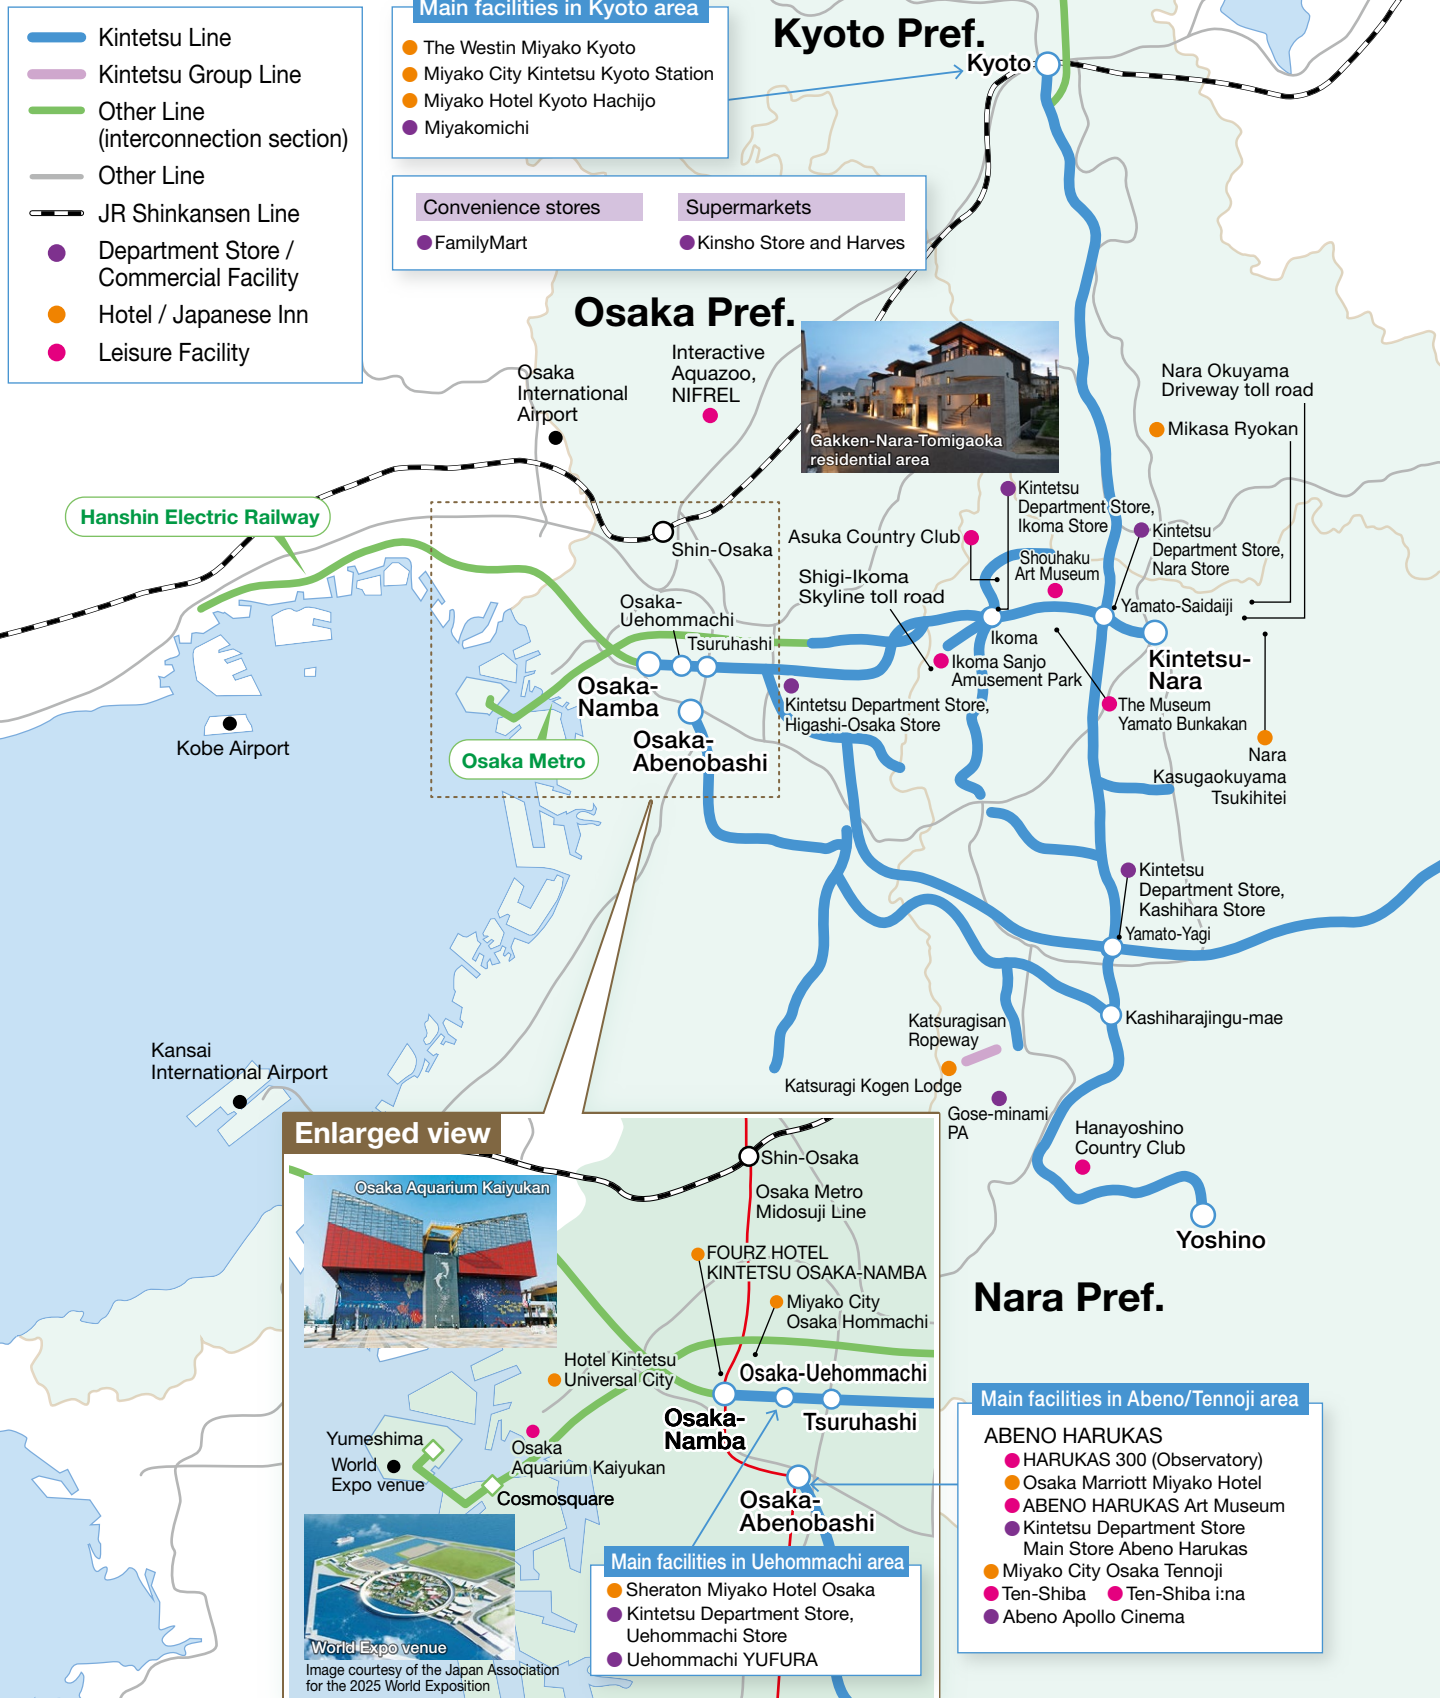 Kintetsu Line
Kintetsu Group Line
Other Line
(interconnection section)
Other Line
JR Shinkansen Line
Department Store /
Commercial Facility
Hotel / Japanese Inn
Leisure Facility
Main facilities in Kyoto area
The Westin Miyako Kyoto
Miyako City Kintetsu Kyoto Station
Miyako Hotel Kyoto Hachijo
Miyakomichi
Kyoto Pref.
Kyoto
Convenience stores
FamilyMart
Supermarkets
Kinsho Store and Harves
Osaka Pref.
Osaka
International
Airport
Interactive
Aquazoo,
NIFREL
Gakken-Nara-Tomigaoka
residential area
Nara Okuyama
Driveway toll road
Mikasa Ryokan
Hanshin Electric Railway
Shin-Osaka
Kintetsu
Department Store,
Ikoma Store
Asuka Country Club
Kintetsu
Department Store,
Nara Store
Shouhaku
Art Museum
Shigi-Ikoma
Skyline toll road
Yamato-Saidaiji
Osaka-
Uehommachi
Tsuruhashi
Ikoma
Kintetsu-
Nara
Ikoma Sanjo
Amusement Park
Osaka-
Namba
Kintetsu Department Store,
Higashi-Osaka Store
The Museum
Yamato Bunkakan
Osaka-
Abenobashi
Kobe Airport
Osaka Metro
Nara
Kasugaokuyama
Tsukihitei
Kintetsu
Department Store,
Kashihara Store
Yamato-Yagi
Kashiharajingu-mae
Katsuragisan
Ropeway
Katsuragi Kogen Lodge
Gose-minami
PA
Kansai
International Airport
Hanayoshino
Country Club
Yoshino
Nara Pref.
Enlarged view
Osaka Aquarium Kaiyukan
Shin-Osaka
Osaka Metro
Midosuji Line
FOURZ HOTEL
KINTETSU OSAKA-NAMBA
Miyako City
Osaka Hommachi
Hotel Kintetsu
Universal City
Osaka-Uehommachi
Osaka-
Namba
Tsuruhashi
Yumeshima
World
Expo venue
Osaka
Aquarium Kaiyukan
Cosmosquare
Osaka-
Abenobashi
World Expo venue
Image courtesy of the Japan Association
for the 2025 World Exposition
Main facilities in Uehommachi area
Sheraton Miyako Hotel Osaka
Kintetsu Department Store,
Uehommachi Store
Uehommachi YUFURA
Main facilities in Abeno/Tennoji area
ABENO HARUKAS
HARUKAS 300 (Observatory)
Osaka Marriott Miyako Hotel
ABENO HARUKAS Art Museum
Kintetsu Department Store
Main Store Abeno Harukas
Miyako City Osaka Tennoji
Ten-Shiba Ten-Shiba i:na
Abeno Apollo Cinema